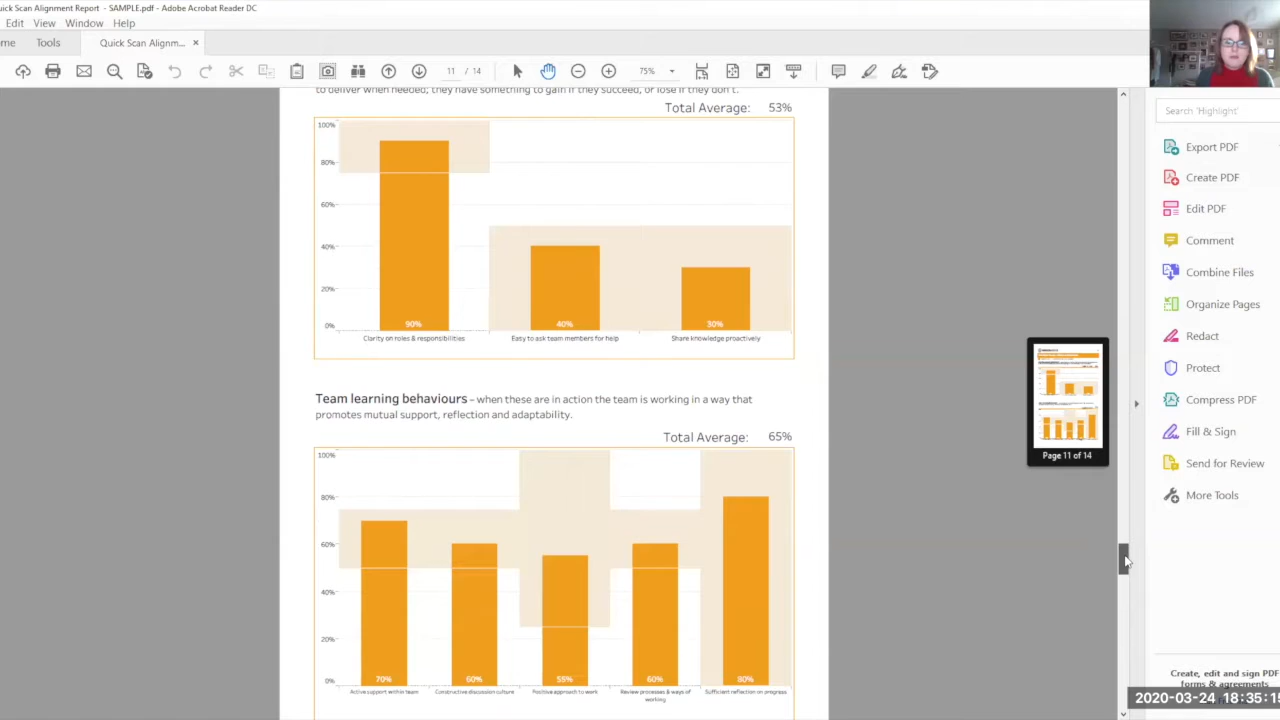 uick Scan Alignment Report - SAMPLE.pdf - Adobe Acrobat Reader DC
Edit View Window Help
me Tools Quick Scan Alignm... ×
11 / 14 75%
Search 'Highlight'
Export PDF
Create PDF
Edit PDF
Comment
Combine Files
Organize Pages
Redact
Protect
Compress PDF
Fill & Sign
Send for Review
More Tools
to deliver when needed; they have something to gain if they succeed, or lose if they don't.
Total Average: 53%
100%
80%
60%
40%
20%
0%
90% 40% 30%
Clarity on roles & responsibilities Easy to ask team members for help Share knowledge proactively
Team learning behaviours – when these are in action the team is working in a way that
promotes mutual support, reflection and adaptability.
Total Average: 65%
100%
80%
60%
40%
20%
0%
70% 60% 55% 60% 80%
Active support within team Constructive discussion culture Positive approach to work Review processes & ways of working Sufficient reflection on progress
Page 11 of 14
Create, edit and sign PDF
forms & agreements
2020-03-24 18:35:15